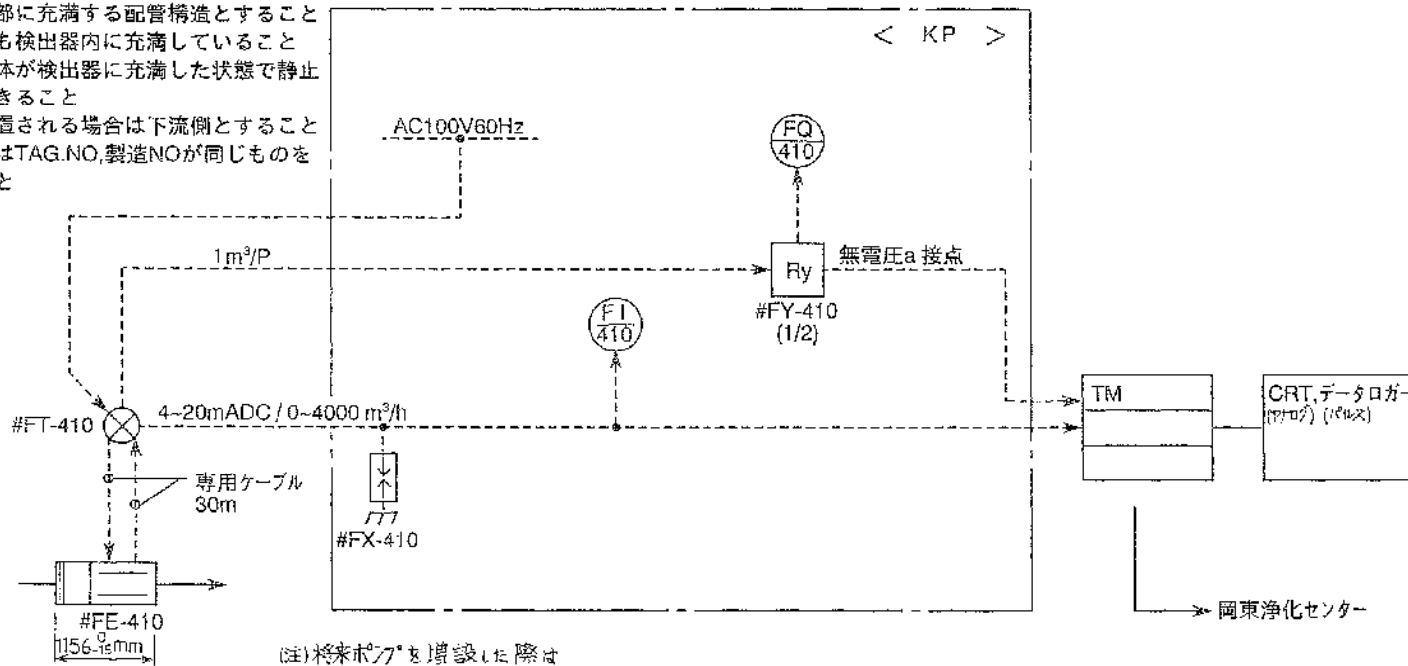 部に充満する配管構造とすること
も検出器内に充満していること
体が検出器に充満した状態で静止
きること
置される場合は下流側とすること
はTAG.NO,製造NOが同じものを
と
< KP >
AC100V60Hz
FQ
410
1m³/P
Ry
無電圧a 接点
#FY-410
(1/2)
FI
410
#FT-410
4~20mADC / 0~4000 m³/h
TM
CRT,データロガー
(アナログ) (パルス)
専用ケーブル
30m
#FX-410
#FE-410
1156-⁰₁₅mm
岡東浄化センター
(注)将来ポンプを増設した際は